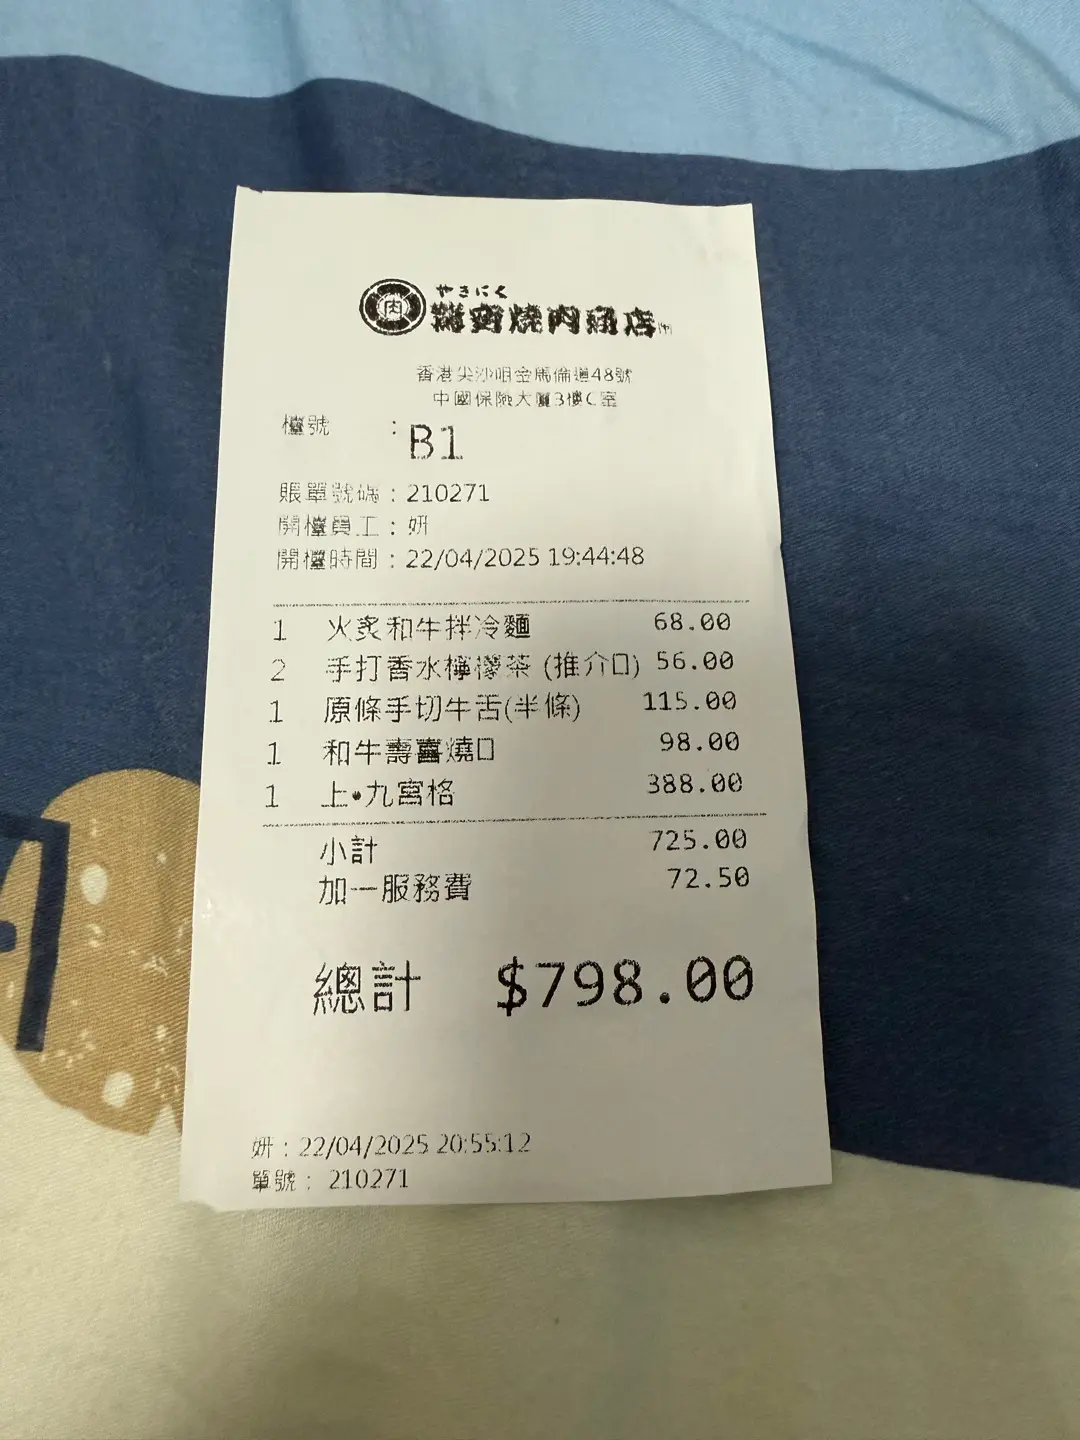 肉
やきにく
燒肉商店
香港尖沙咀金馬倫道48號
中國保險大廈3樓C室
檯號 : B1
賬單號碼 : 210271
開檯員工 : 妍
開檯時間 : 22/04/2025 19:44:48
1 火炙和牛拌冷麵 68.00
2 手打香水檸檬茶 (推介口) 56.00
1 原條手切牛舌(半條) 115.00
1 和牛壽喜燒口 98.00
1 上•九宮格 388.00
小計 725.00
加一服務費 72.50
總計 $798.00
妍 : 22/04/2025 20:55:12
單號 : 210271